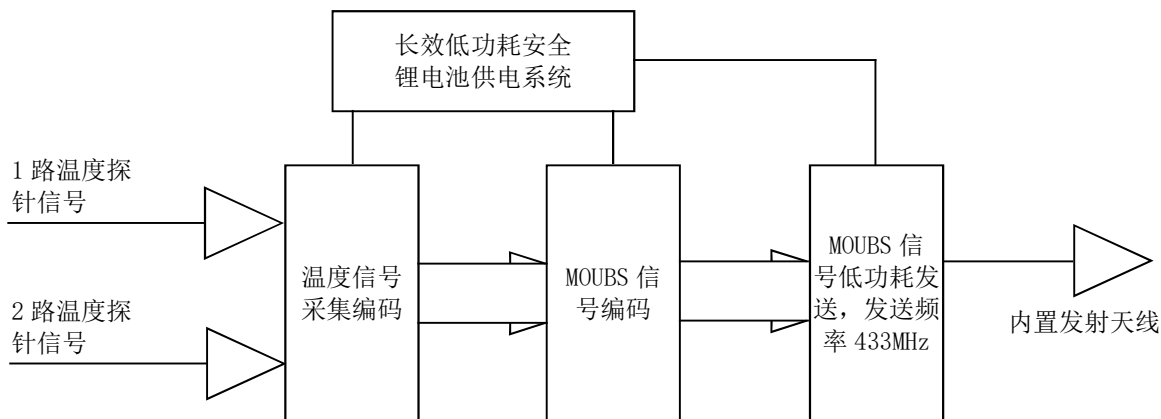 长效低功耗安全
锂电池供电系统
1 路温度探
针信号
2 路温度探
针信号
温度信号
采集编码
MOUBS 信
号编码
MOUBS 信
号低功耗发
送，发送频
率 433MHz
内置发射天线